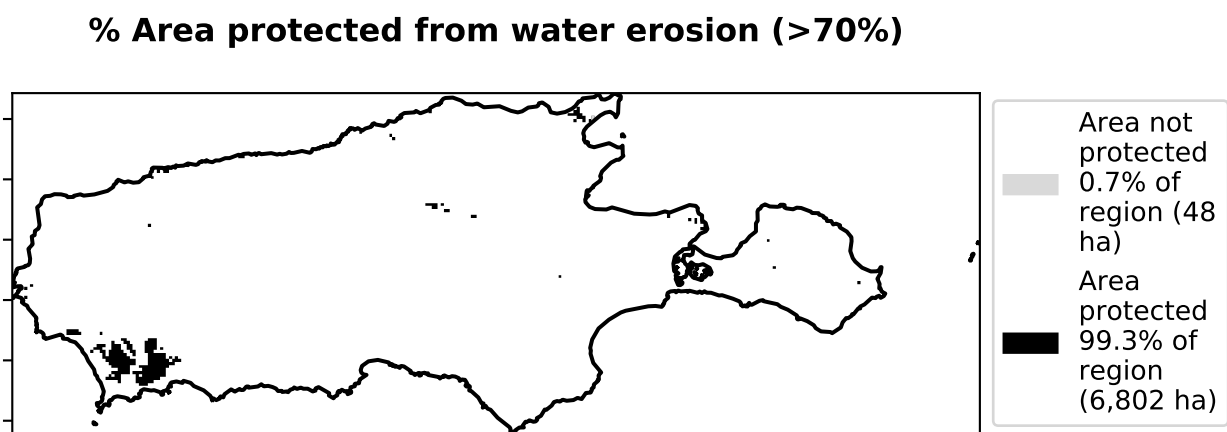 % Area protected from water erosion (>70%)
Area not
protected
0.7% of
region (48
ha)
Area
protected
99.3% of
region
(6,802 ha)